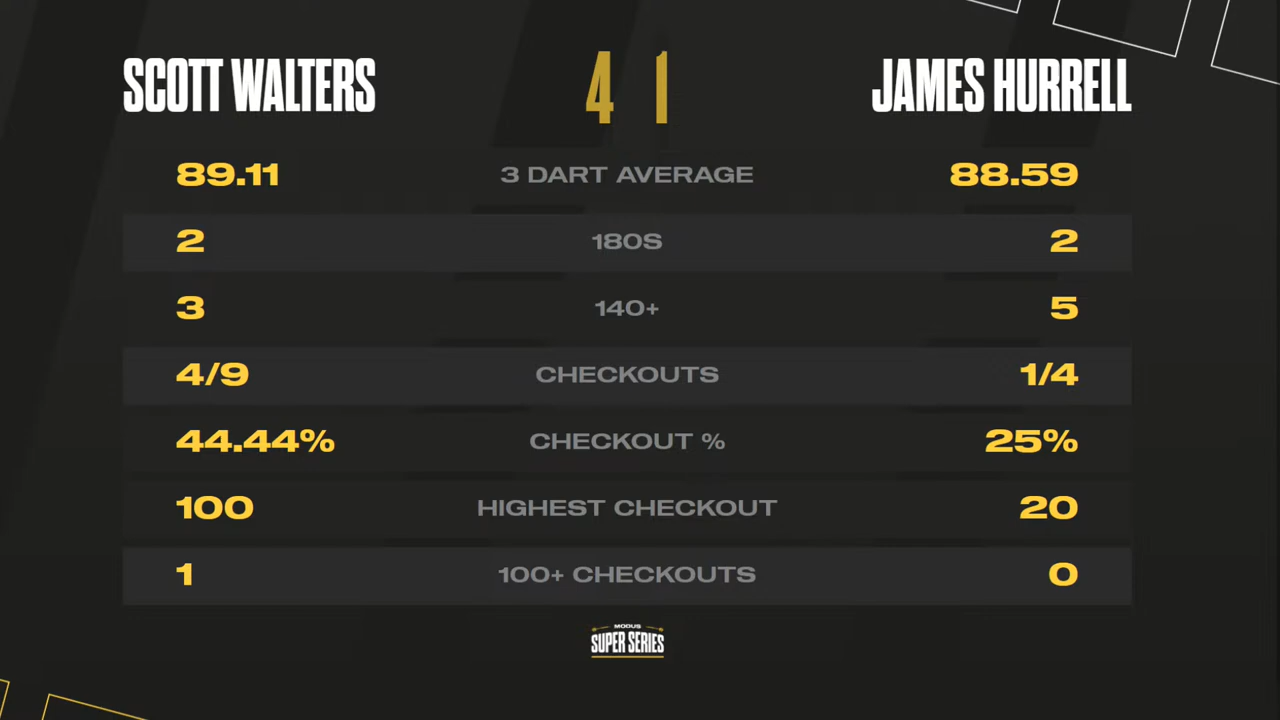 SCOTT WALTERS 4 1 JAMES HURRELL
89.11 3 DART AVERAGE 88.59
2 180S 2
3 140+ 5
4/9 CHECKOUTS 1/4
44.44% CHECKOUT % 25%
100 HIGHEST CHECKOUT 20
1 100+ CHECKOUTS 0
MODUS
SUPER SERIES